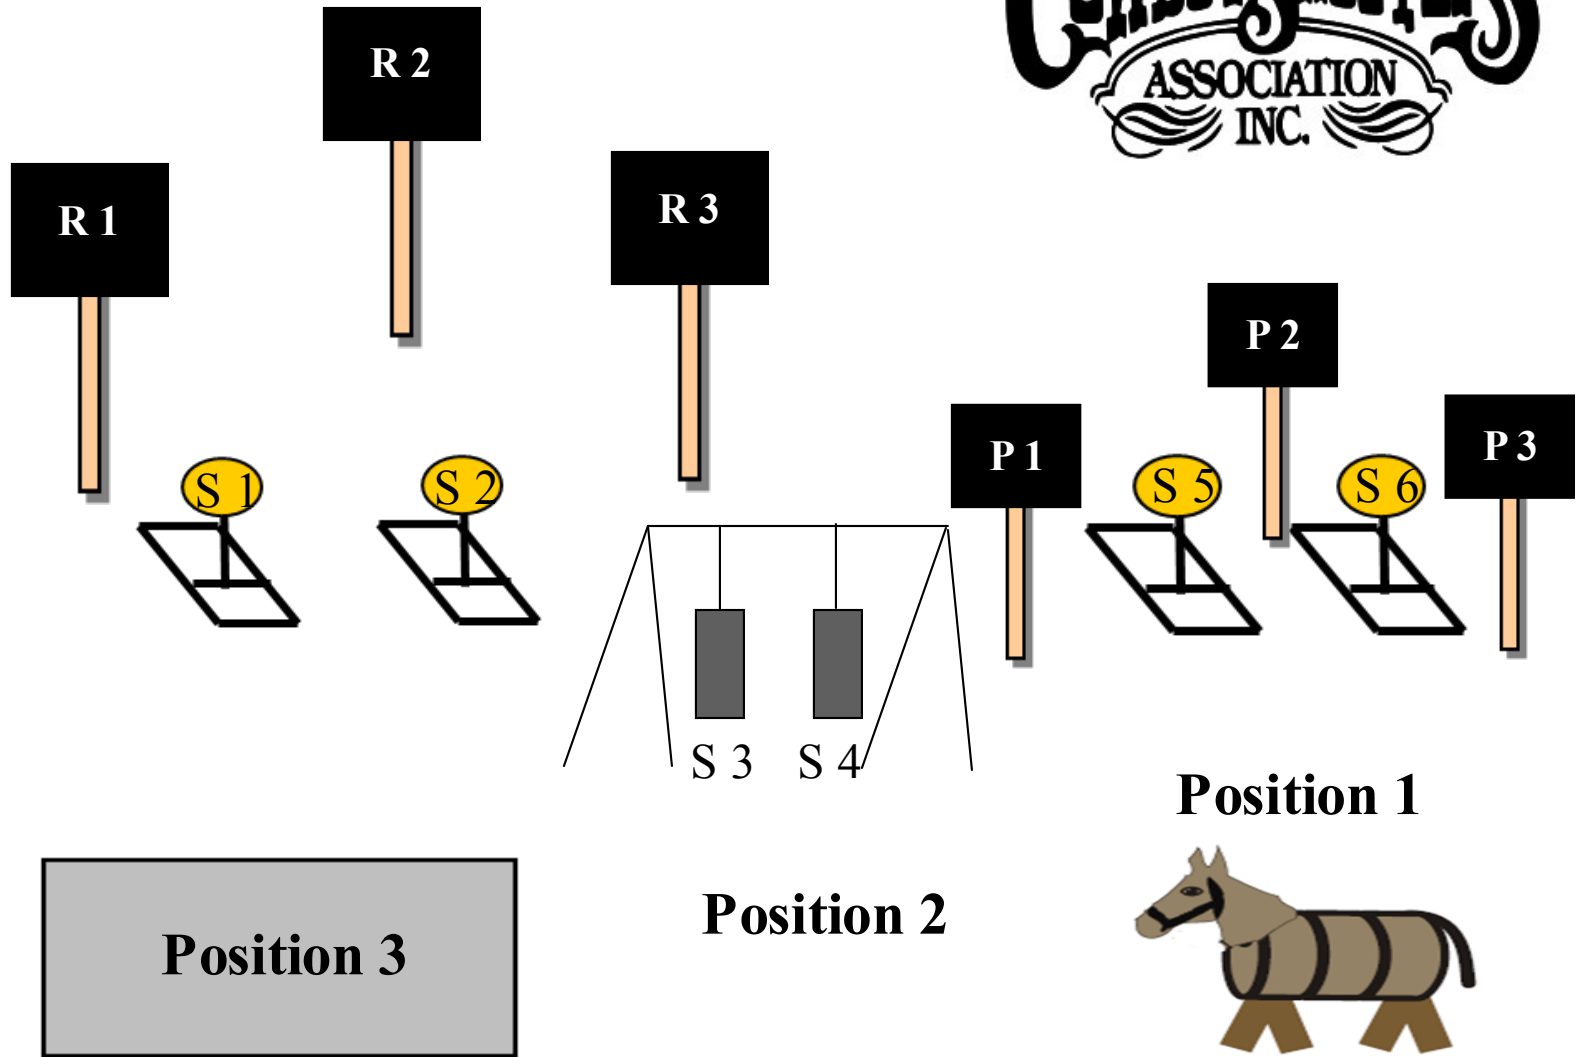 ASSOCIATION
INC.
R 2
R 1
R 3
P 2
P 1
P 3
S 1
S 2
S 5
S 6
S 3
S 4
Position 1
Position 2
Position 3